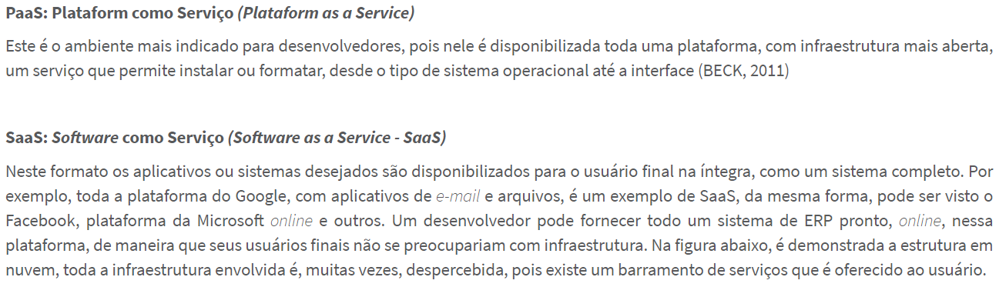 PaaS: Plataform como Serviço (Plataform as a Service)
Este é o ambiente mais indicado para desenvolvedores, pois nele é disponibilizada toda uma plataforma, com infraestrutura mais aberta,
um serviço que permite instalar ou formatar, desde o tipo de sistema operacional até a interface (BECK, 2011)
SaaS: Software como Serviço (Software as a Service - SaaS)
Neste formato os aplicativos ou sistemas desejados são disponibilizados para o usuário final na íntegra, como um sistema completo. Por
exemplo, toda a plataforma do Google, com aplicativos de e-mail e arquivos, é um exemplo de SaaS, da mesma forma, pode ser visto o
Facebook, plataforma da Microsoft online e outros. Um desenvolvedor pode fornecer todo um sistema de ERP pronto, online, nessa
plataforma, de maneira que seus usuários finais não se preocupariam com infraestrutura. Na figura abaixo, é demonstrada a estrutura em
nuvem, toda a infraestrutura envolvida é, muitas vezes, despercebida, pois existe um barramento de serviços que é oferecido ao usuário.